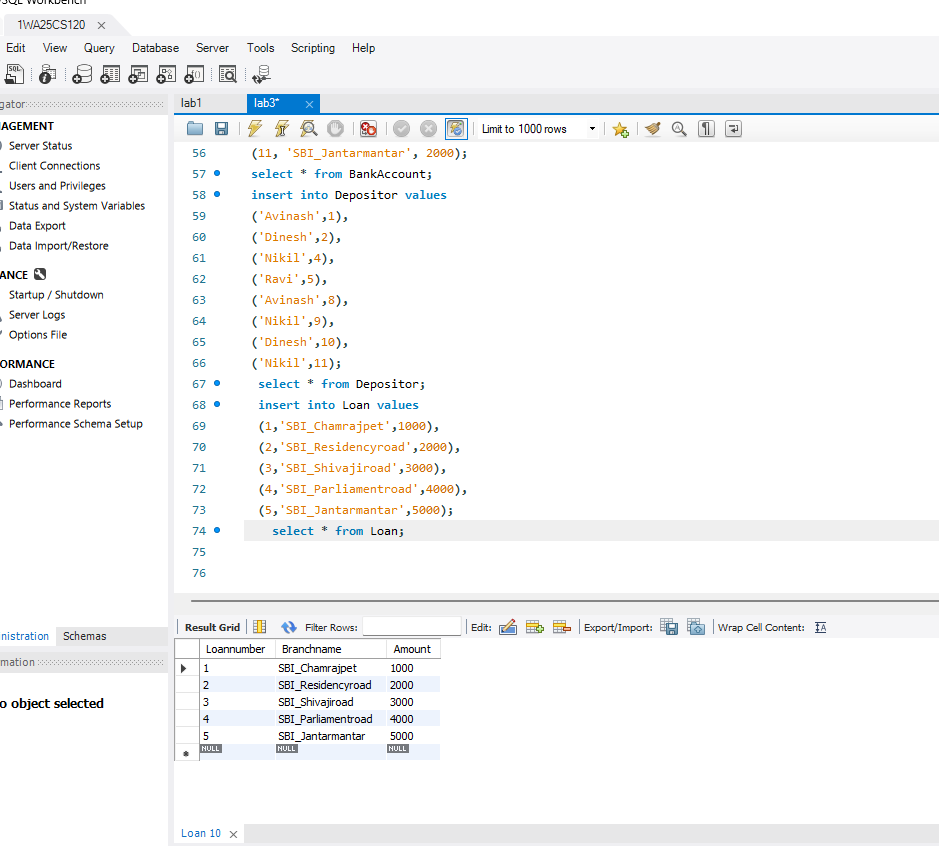 SQL Workbench
1WA25CS120
Edit View Query Database Server Tools Scripting Help
SQL
gator
lab1 lab3*
Limit to 1000 rows
AGEMENT
Server Status
Client Connections
Users and Privileges
Status and System Variables
Data Export
Data Import/Restore
ANCE
Startup / Shutdown
Server Logs
Options File
ORMANCE
Dashboard
Performance Reports
Performance Schema Setup
56 (11, 'SBI_Jantarmantar', 2000);
57 select * from BankAccount;
58 insert into Depositor values
59 ('Avinash',1),
60 ('Dinesh',2),
61 ('Nikil',4),
62 ('Ravi',5),
63 ('Avinash',8),
64 ('Nikil',9),
65 ('Dinesh',10),
66 ('Nikil',11);
67 select * from Depositor;
68 insert into Loan values
69 (1,'SBI_Chamrajpet',1000),
70 (2,'SBI_Residencyroad',2000),
71 (3,'SBI_Shivajiroad',3000),
72 (4,'SBI_Parliamentroad',4000),
73 (5,'SBI_Jantarmantar',5000);
74 select * from Loan;
75
76
nistration Schemas
mation
o object selected
Result Grid Filter Rows: Edit: Export/Import: Wrap Cell Content: IA
Loannumber Branchname Amount
1 SBI_Chamrajpet 1000
2 SBI_Residencyroad 2000
3 SBI_Shivajiroad 3000
4 SBI_Parliamentroad 4000
5 SBI_Jantarmantar 5000
NULL NULL NULL
Loan 10